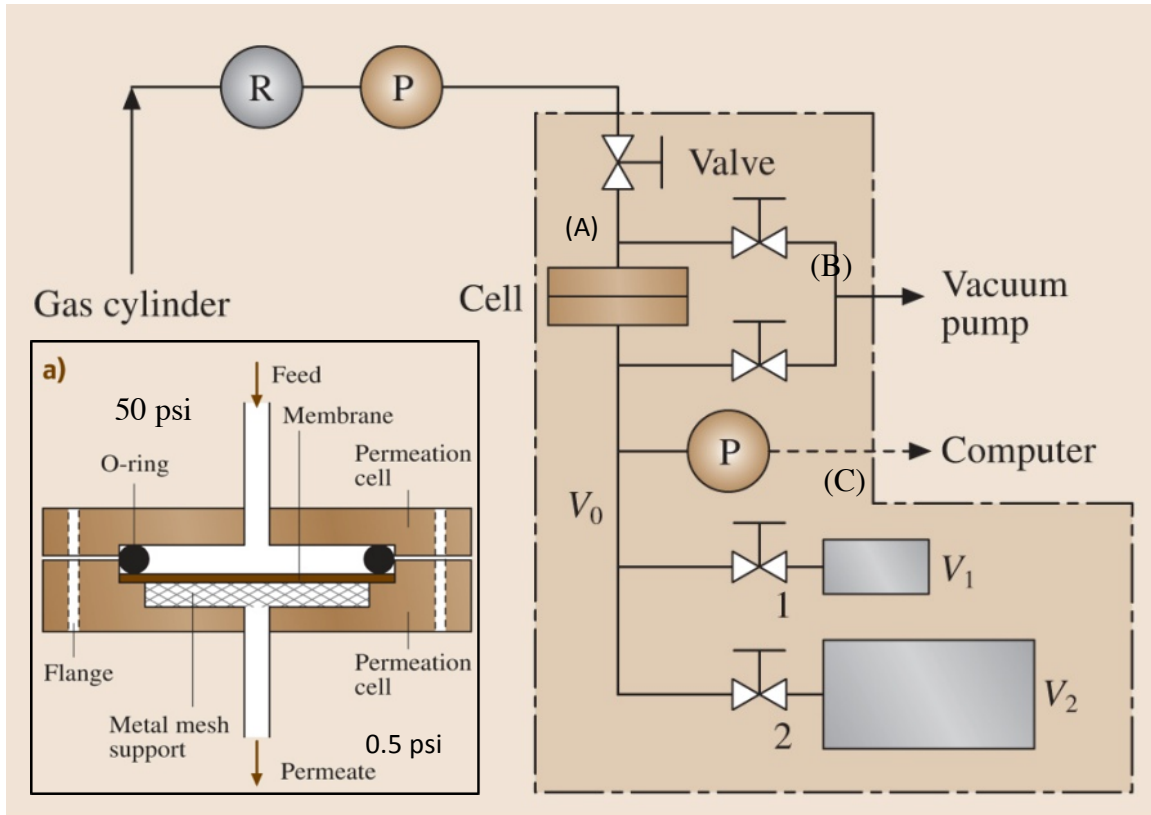 R
P
Valve
(A)
(B)
Gas cylinder
Cell
Vacuum
pump
a)
Feed
50 psi
Membrane
O-ring
Permeation
cell
P
Computer
(C)
V0
V1
1
Flange
Permeation
cell
Metal mesh
support
0.5 psi
Permeate
V2
2